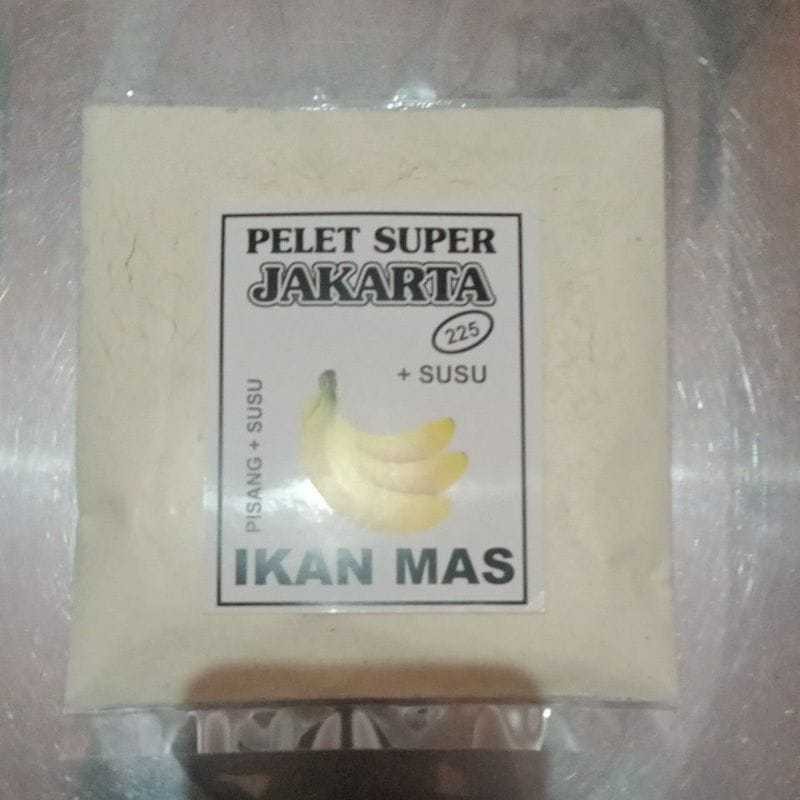 PELET SUPER
JAKARTA
225
+ SUSU
PISANG + SUSU
IKAN MAS